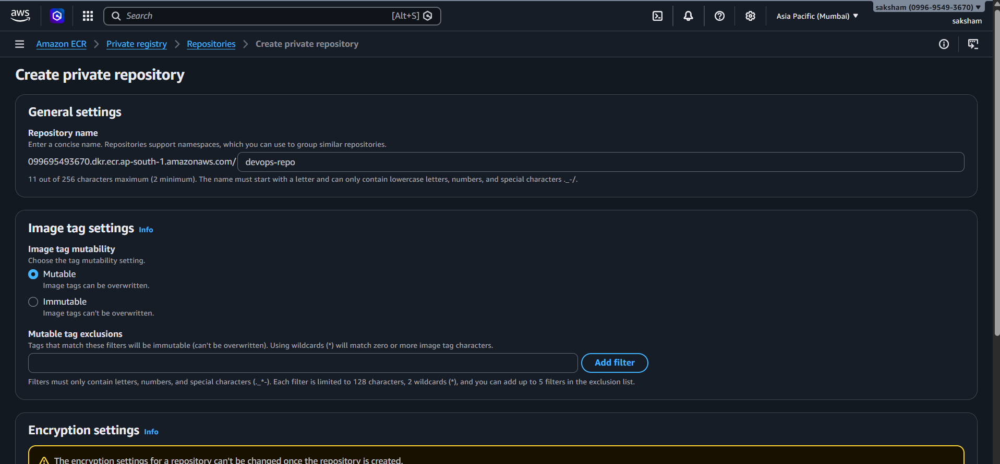 aws
Search [Alt+S]
Asia Pacific (Mumbai)
saksham (0996-9549-3670)
saksham
Amazon ECR
Private registry
Repositories
Create private repository
Create private repository
General settings
Repository name
Enter a concise name. Repositories support namespaces, which you can use to group similar repositories.
099695493670.dkr.ecr.ap-south-1.amazonaws.com/ devops-repo
11 out of 256 characters maximum (2 minimum). The name must start with a letter and can only contain lowercase letters, numbers, and special characters ._-/.
Image tag settings Info
Image tag mutability
Choose the tag mutability setting.
Mutable
Image tags can be overwritten.
Immutable
Image tags can't be overwritten.
Mutable tag exclusions
Tags that match these filters will be immutable (can't be overwritten). Using wildcards (*) will match zero or more image tag characters.
Add filter
Filters must only contain letters, numbers, and special characters (._*-). Each filter is limited to 128 characters, 2 wildcards (*), and you can add up to 5 filters in the exclusion list.
Encryption settings Info
The encryption settings for a repository can't be changed once the repository is created.